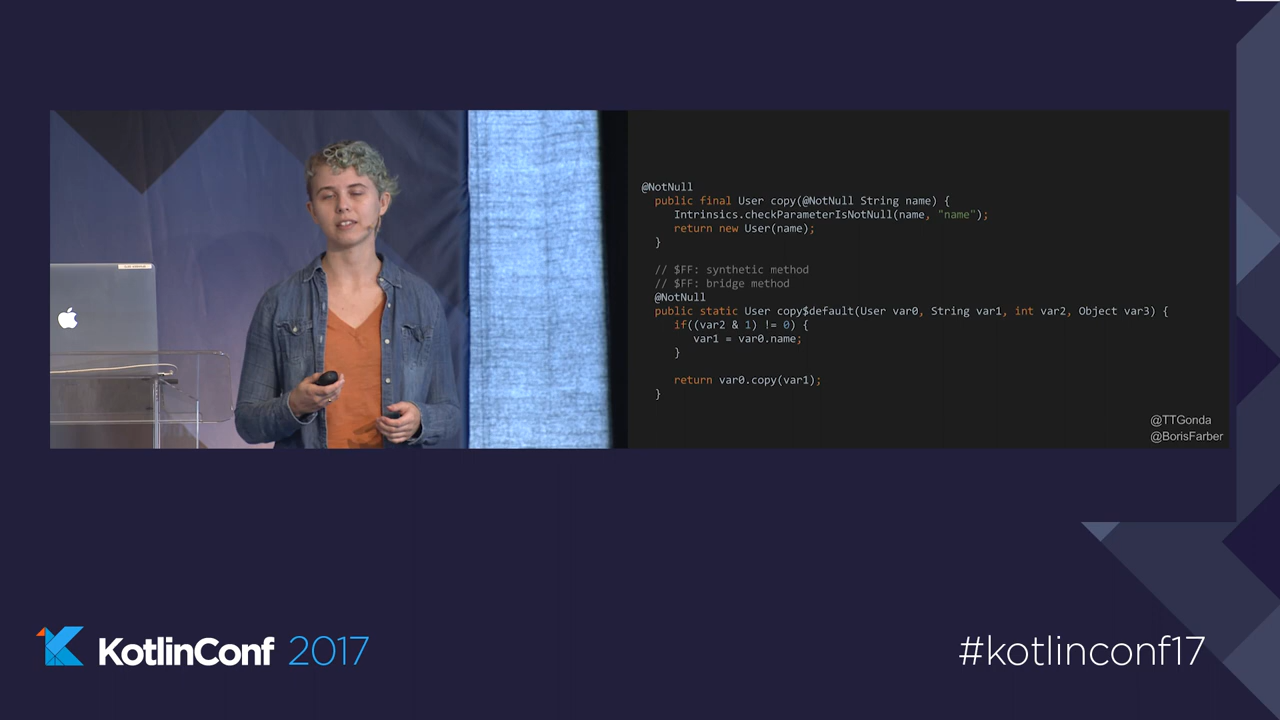 @NotNull
public final User copy(@NotNull String name) {
Intrinsics.checkParameterIsNotNull(name, "name");
return new User(name);
}
// $FF: synthetic method
// $FF: bridge method
@NotNull
public static User copy$default(User var0, String var1, int var2, Object var3) {
if((var2 & 1) != 0) {
var1 = var0.name;
}
return var0.copy(var1);
}
@TTGonda
@BorisFarber
KotlinConf 2017
#kotlinconf17